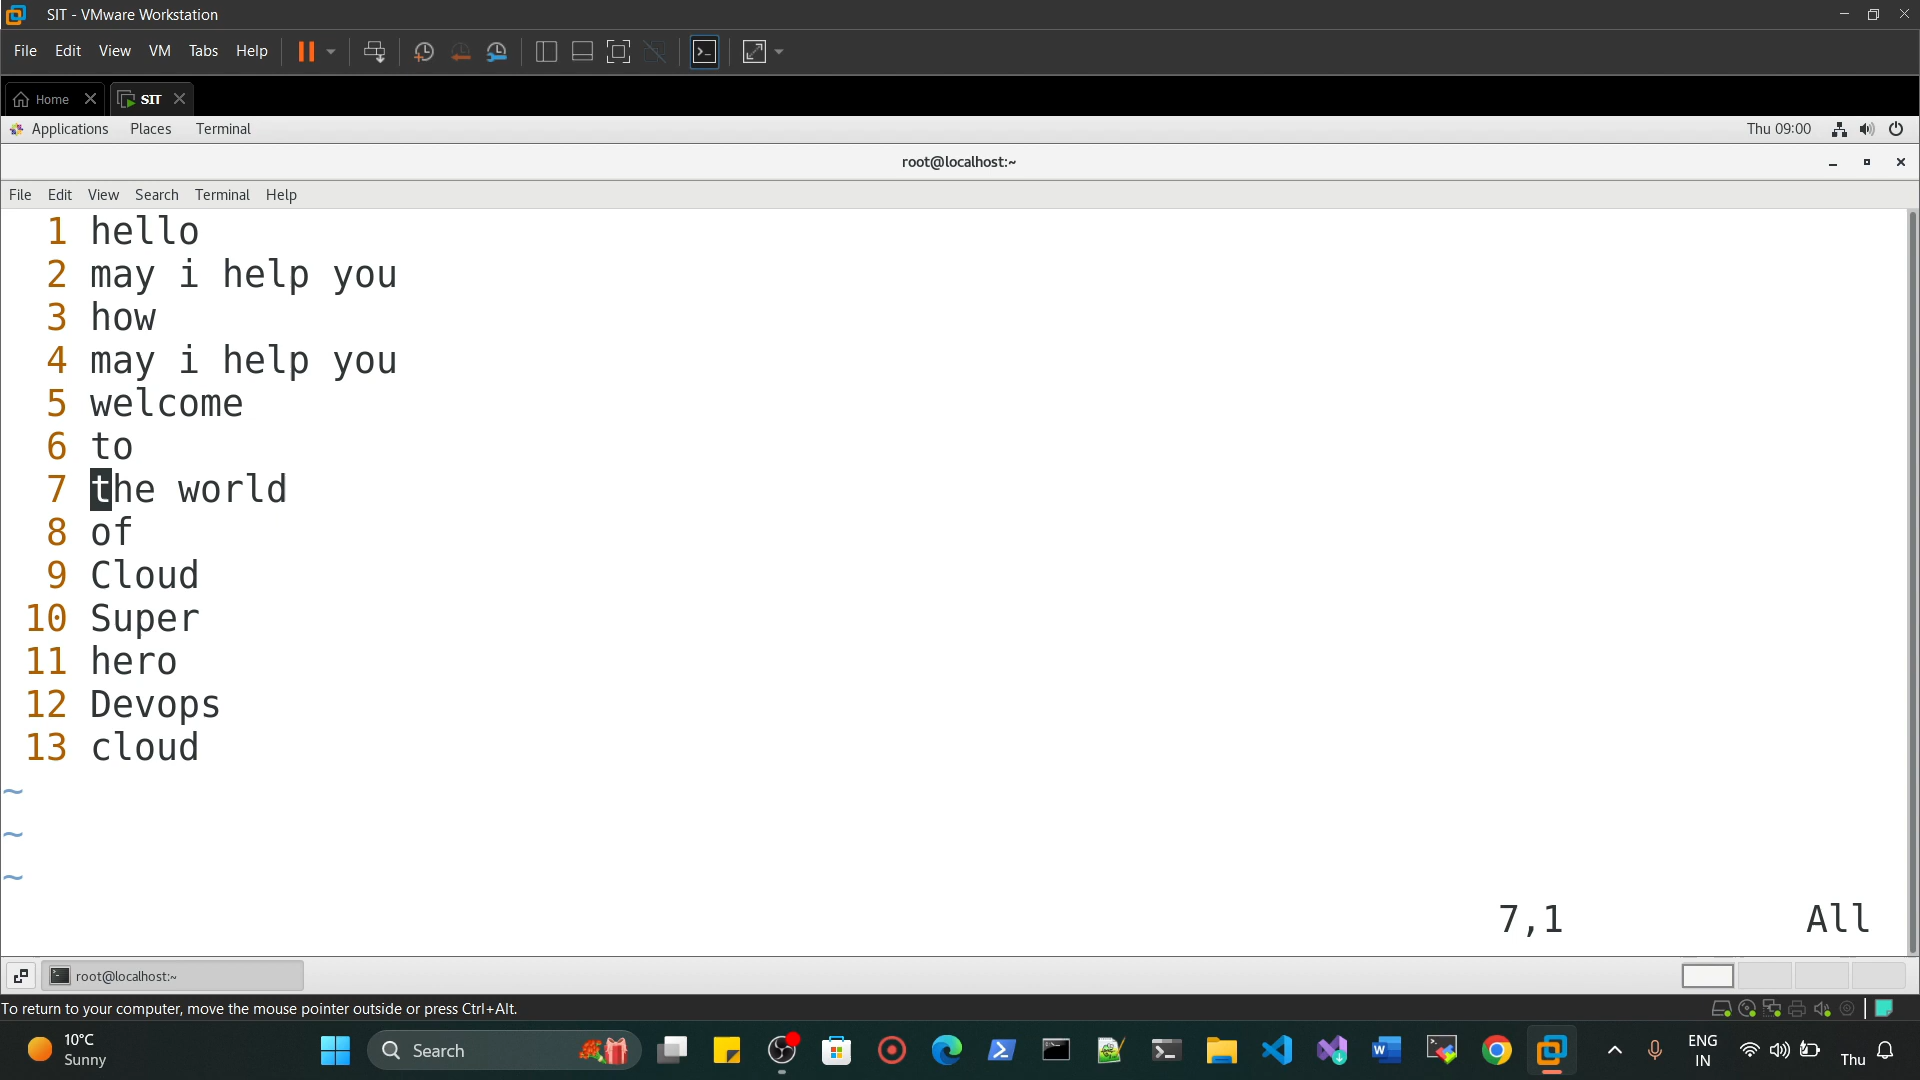 SIT - VMware Workstation
File Edit View VM Tabs Help
Home SIT
Applications Places Terminal Thu 09:00
root@localhost:~
File Edit View Search Terminal Help
1 hello
2 may i help you
3 how
4 may i help you
5 welcome
6 to
7 the world
8 of
9 Cloud
10 Super
11 hero
12 Devops
13 cloud
~
~
~
7,1 All
root@localhost:~
To return to your computer, move the mouse pointer outside or press Ctrl+Alt.
10°C
Sunny
Search
ENG
IN
Thu